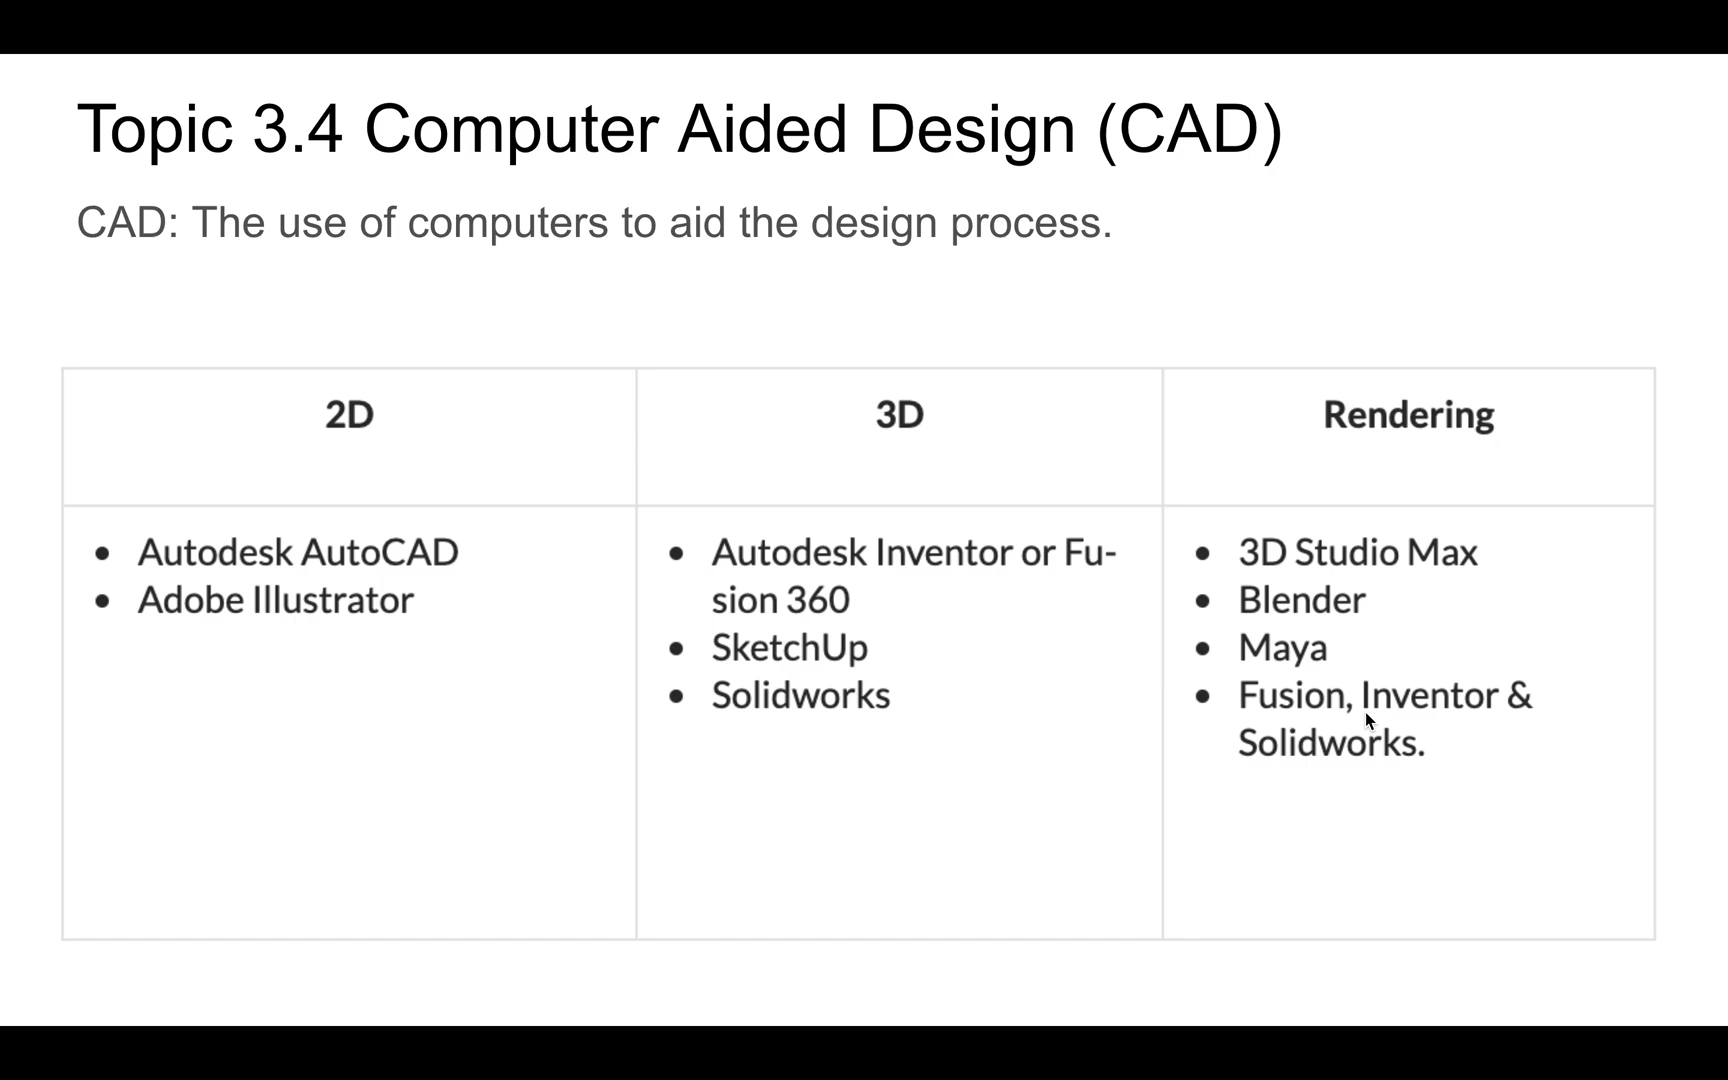 Topic 3.4 Computer Aided Design (CAD)
CAD: The use of computers to aid the design process.
2D
3D
Rendering
• Autodesk AutoCAD
• Adobe Illustrator
• Autodesk Inventor or Fu-
sion 360
• SketchUp
• Solidworks
• 3D Studio Max
• Blender
• Maya
• Fusion, Inventor &
Solidworks.